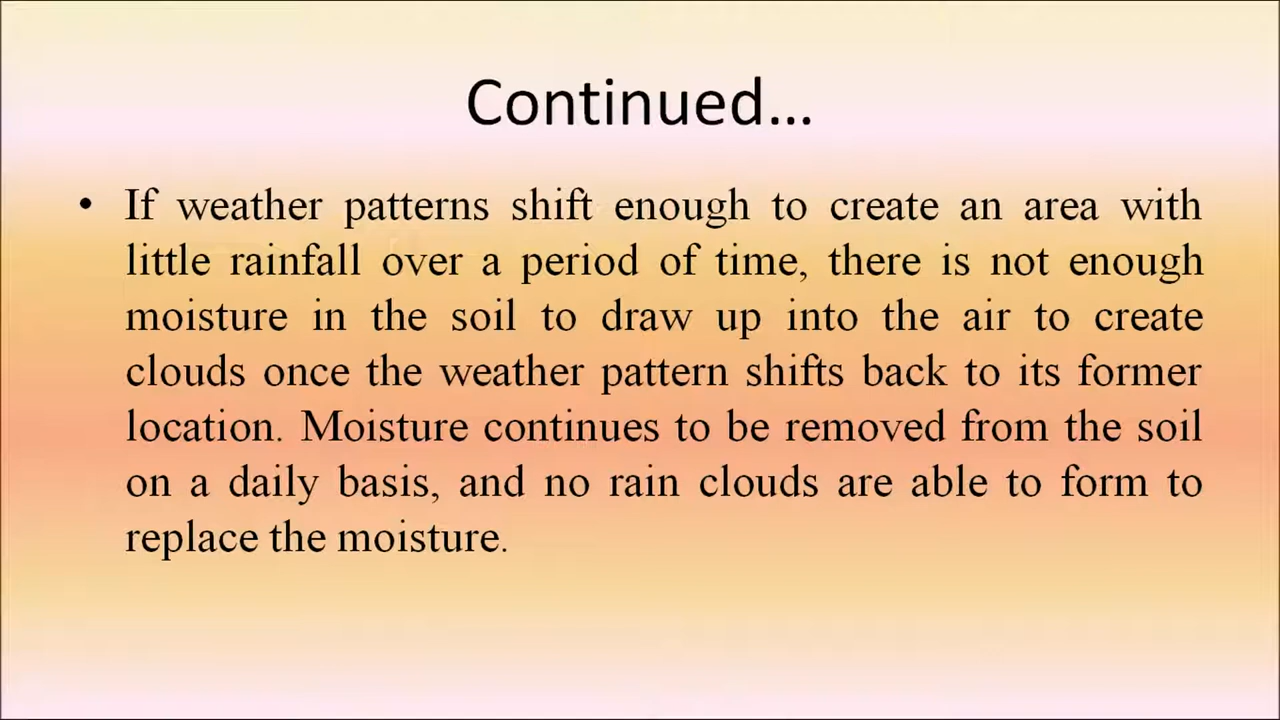 Continued...
• If weather patterns shift enough to create an area with
little rainfall over a period of time, there is not enough
moisture in the soil to draw up into the air to create
clouds once the weather pattern shifts back to its former
location. Moisture continues to be removed from the soil
on a daily basis, and no rain clouds are able to form to
replace the moisture.